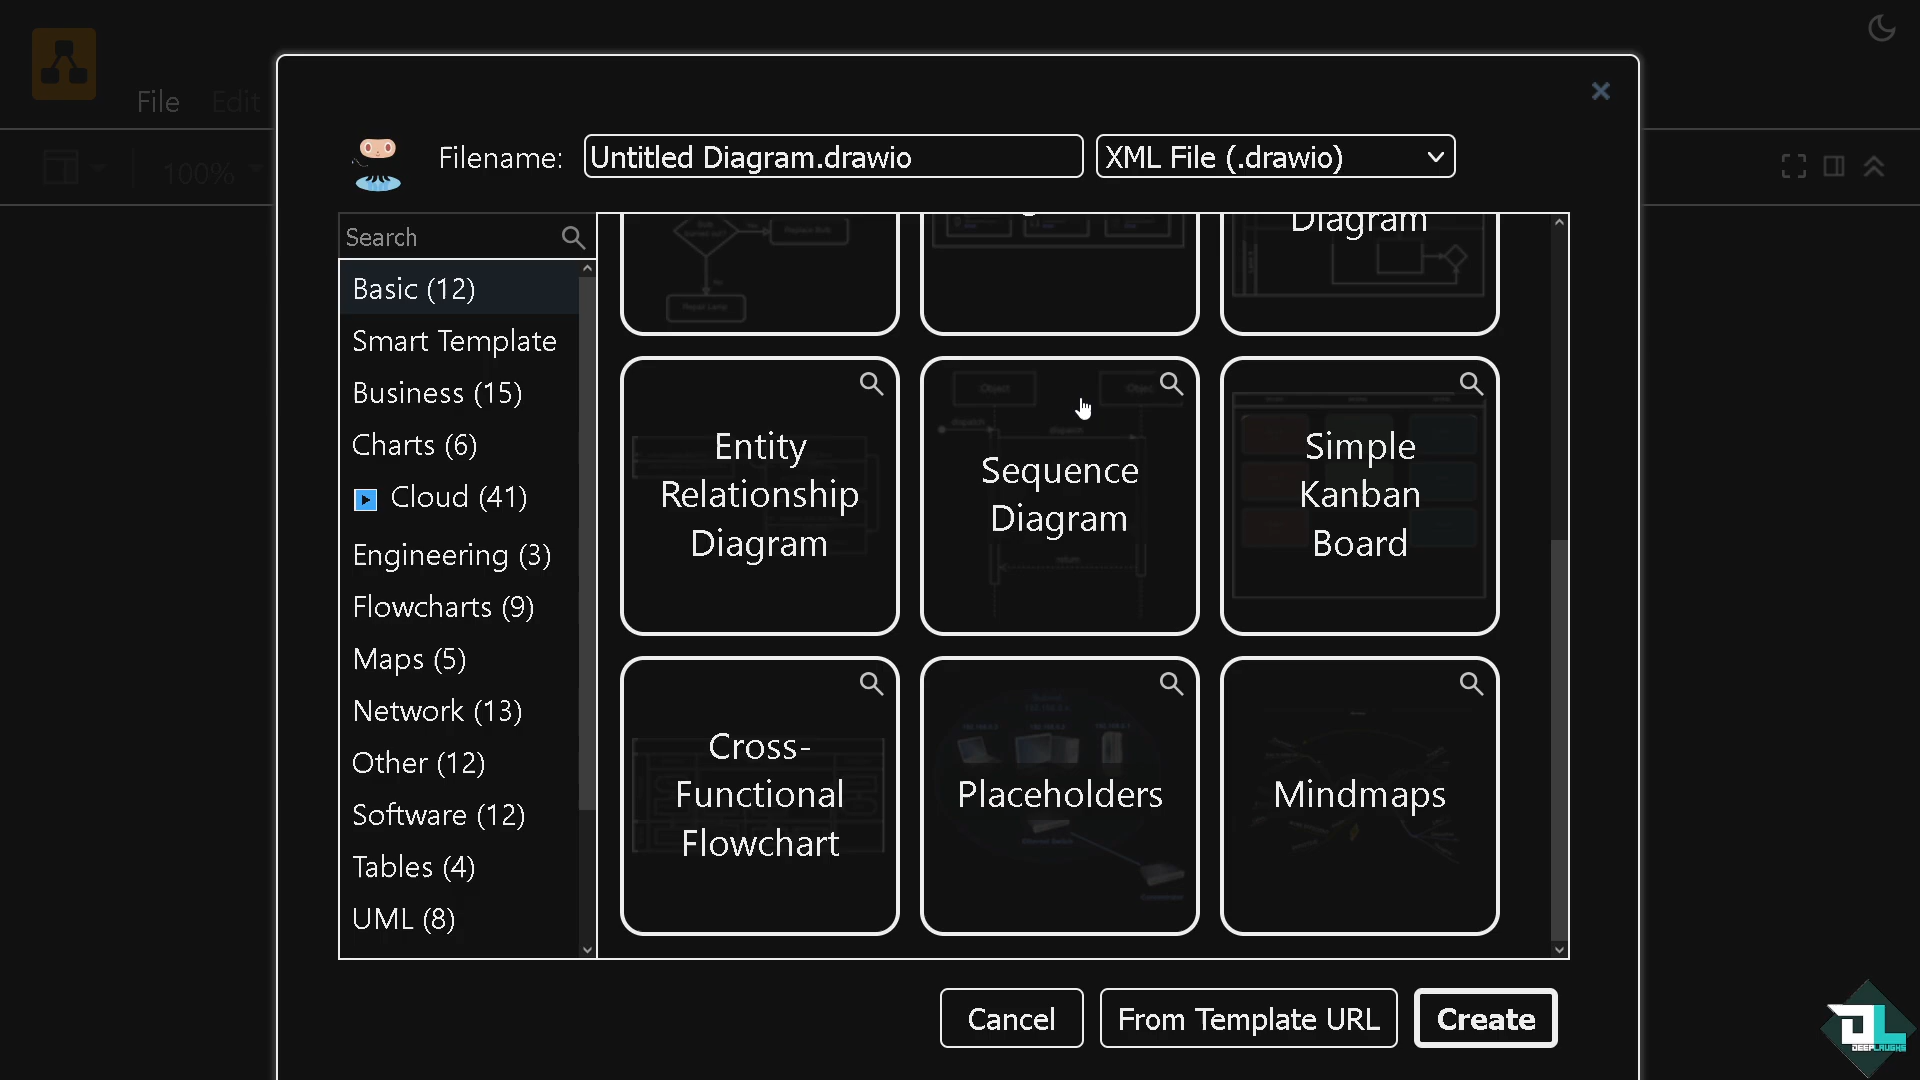 File Edit
Filename: Untitled Diagram.drawio XML File (.drawio)
100%
Search
Basic (12)
Smart Template
Business (15)
Charts (6)
Cloud (41)
Engineering (3)
Flowcharts (9)
Maps (5)
Network (13)
Other (12)
Software (12)
Tables (4)
UML (8)
Diagram
Entity
Relationship
Diagram
Sequence
Diagram
Simple
Kanban
Board
Cross-
Functional
Flowchart
Placeholders
Mindmaps
Cancel From Template URL Create
DEEPLAUGHS